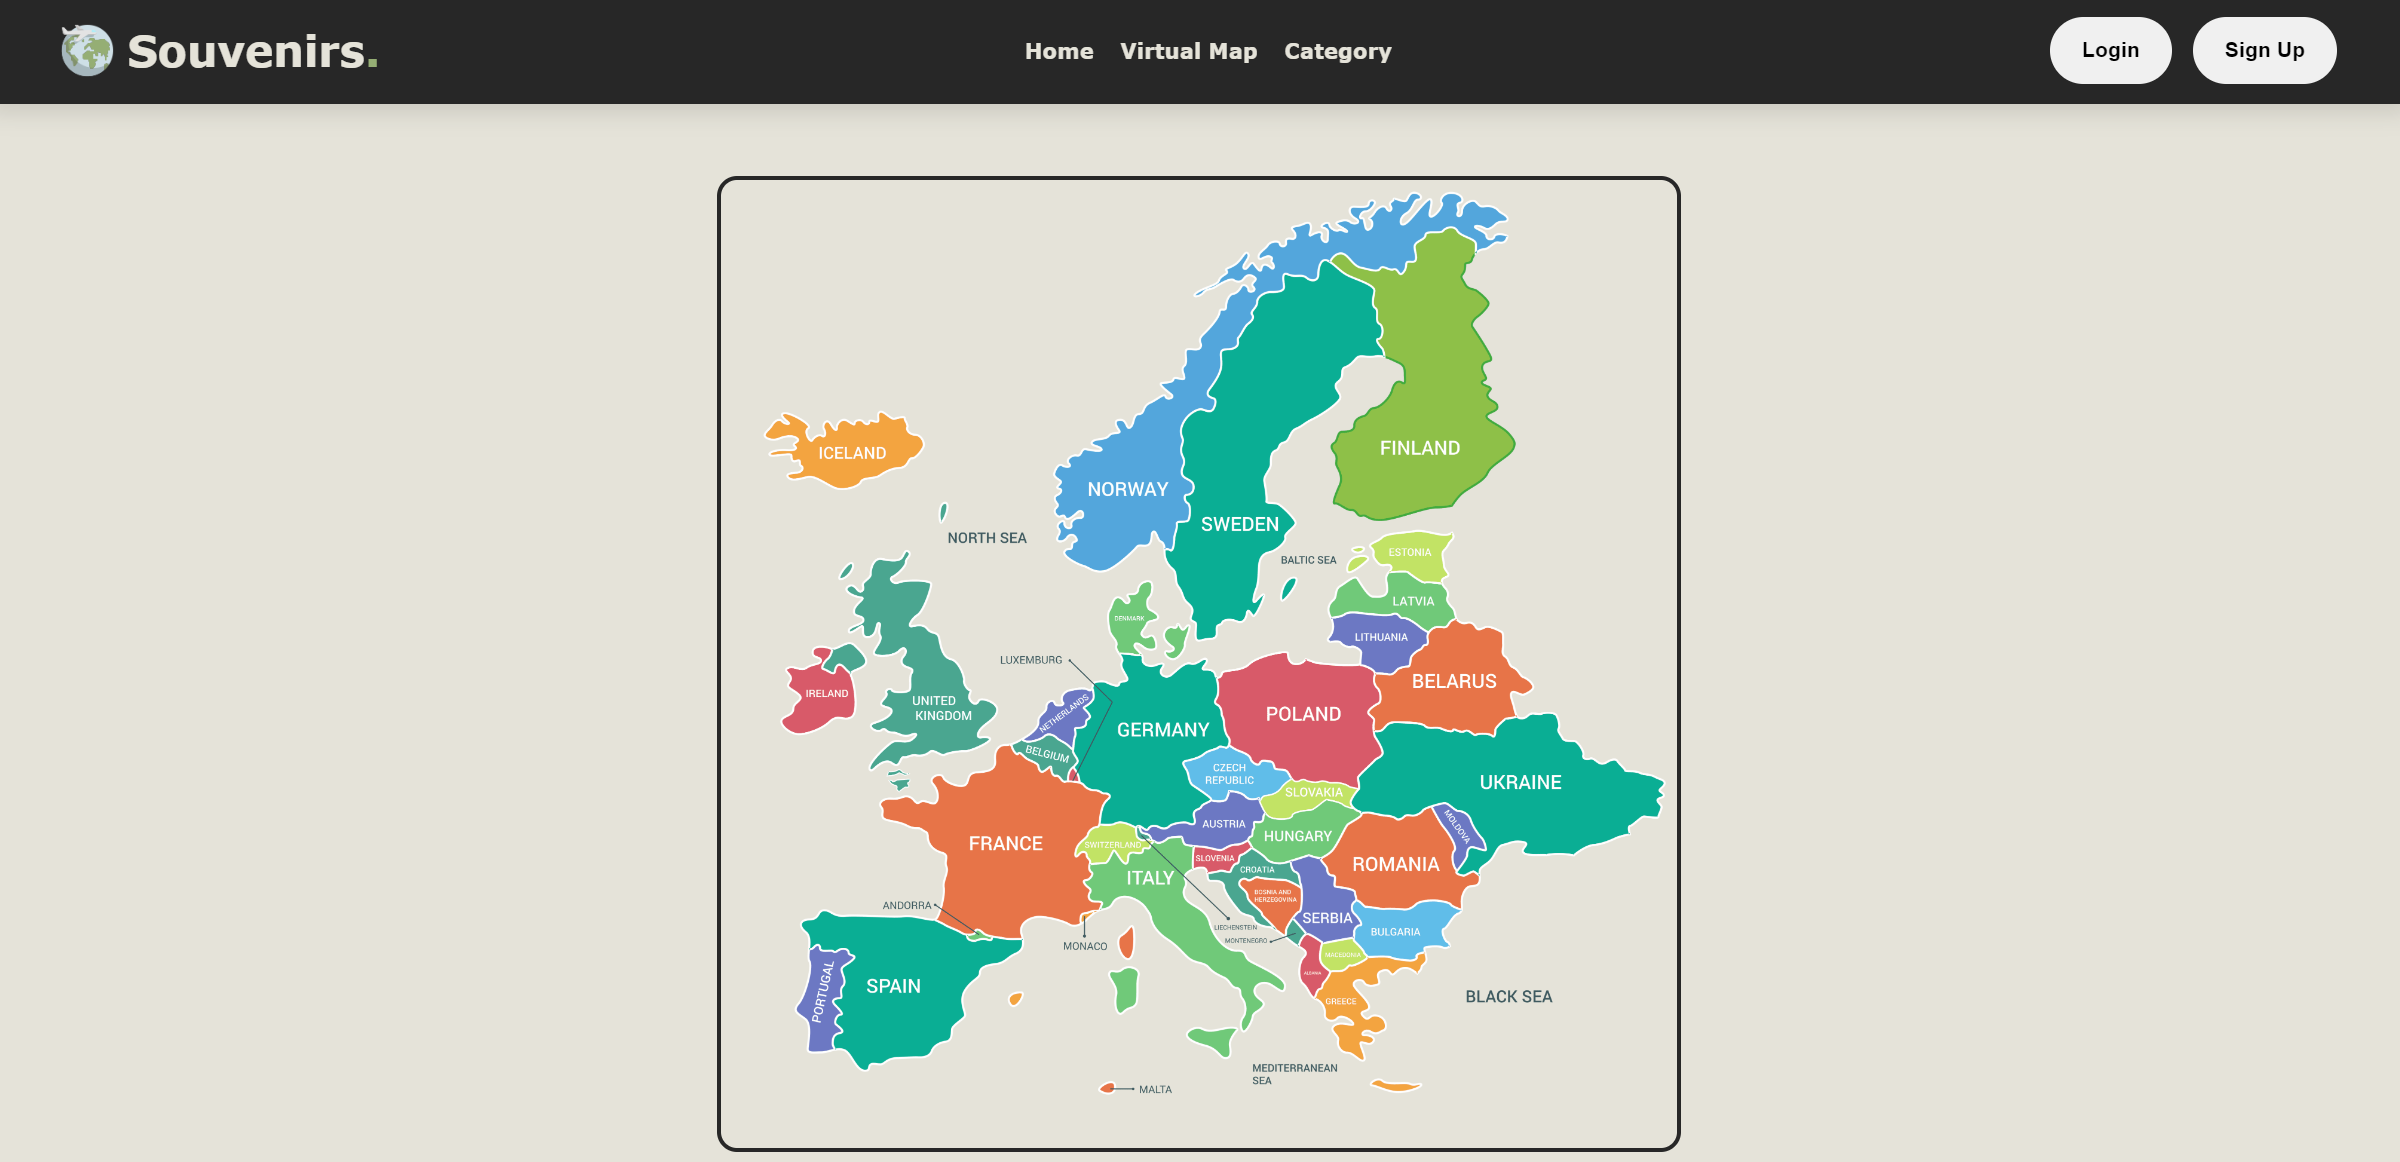 Souvenirs.
Home
Virtual Map
Category
Login
Sign Up
ICELAND
FINLAND
NORWAY
SWEDEN
NORTH SEA
BALTIC SEA
ESTONIA
LATVIA
DENMARK
LITHUANIA
LUXEMBURG
BELARUS
IRELAND
UNITED
KINGDOM
NETHERLANDS
POLAND
GERMANY
BELGIUM
CZECH
REPUBLIC
UKRAINE
SLOVAKIA
AUSTRIA
MOLDOVA
HUNGARY
FRANCE
SWITZERLAND
SLOVENIA
ROMANIA
CROATIA
ITALY
BOSNIA AND
HERZEGOVINA
ANDORRA
SERBIA
LIECHENSTEIN
BULGARIA
MONTENEGRO
MONACO
MACEDONIA
ALBANIA
SPAIN
PORTUGAL
BLACK SEA
GREECE
MEDITERRANEAN
SEA
MALTA